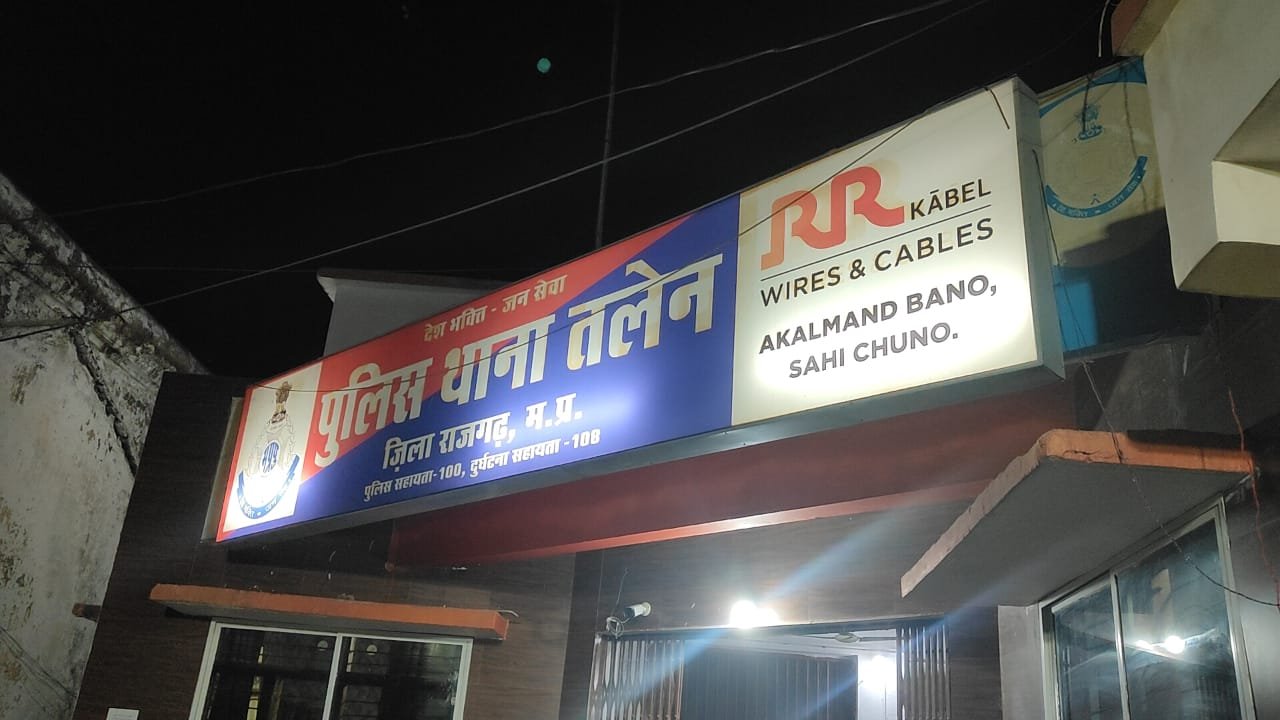 देश भक्ति - जन सेवा
पुलिस थाना तलेन
ज़िला राजगढ़, म.प्र.
पुलिस सहायता-100, दुर्घटना सहायता -108
RR KĀBEL
WIRES & CABLES
AKALMAND BANO,
SAHI CHUNO.